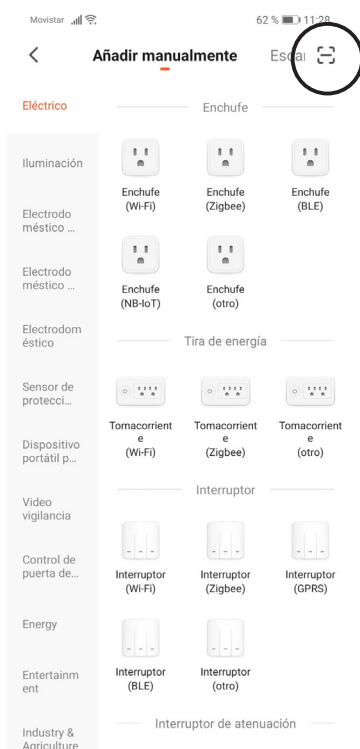 Movistar
62 % 11:28
Añadir manualmente
Eléctrico
Iluminación
Electrodo
méstico ...
Electrodo
méstico ...
Electrodom
éstico
Sensor de
protecci...
Dispositivo
portátil p...
Video
vigilancia
Control de
puerta de...
Energy
Entertainm
ent
Industry &
Agriculture
Enchufe
Enchufe
(Wi-Fi)
Enchufe
(Zigbee)
Enchufe
(BLE)
Enchufe
(NB-IoT)
Enchufe
(otro)
Tira de energía
Tomacorrient
e
(Wi-Fi)
Tomacorrient
e
(Zigbee)
Tomacorrient
e
(otro)
Interruptor
Interruptor
(Wi-Fi)
Interruptor
(Zigbee)
Interruptor
(GPRS)
Interruptor
(BLE)
Interruptor
(otro)
Interruptor de atenuación